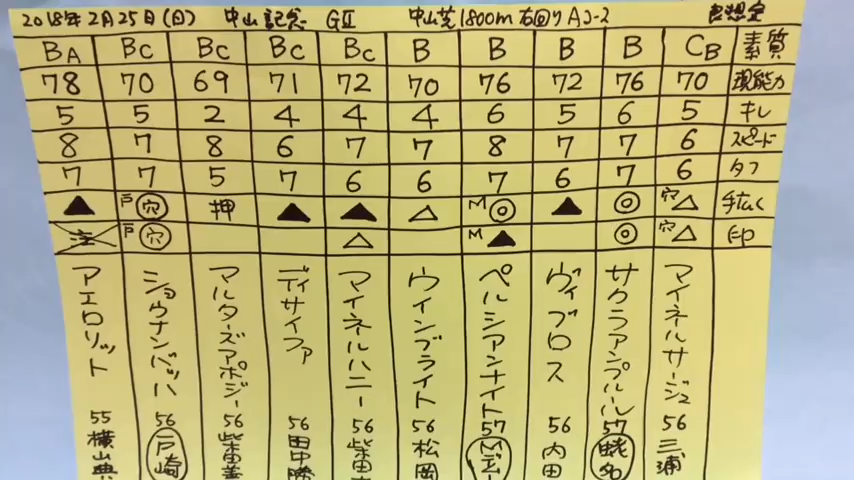 2018年2月25日(日) 中山記念 GII 中山芝1800m 右回りAコ-2 良想定
BA BC BC BC BC B B B B CB 素質
78 70 69 71 72 70 76 72 76 70 現能力
5 5 2 4 4 4 6 5 6 5 キレ
8 7 8 6 7 7 8 7 7 6 スピード
7 7 5 7 6 6 7 6 7 6 タフ
▲ 戸穴 押 ▲ ▲ △ M◎ ▲ ◎ 穴△ 手広く
注 戸穴 △ M▲ ◎ 穴△ 印
アエロリット ショウナンバッハ マルターズアポジー ディサイファ マイネルハニー ウインブライト ペルシアンナイト ヴィブロス サクラアンプルール マイネルサージュ
55 56 56 56 56 56 57 56 57 56
横山典 戸崎 柴田善 田中勝 柴田 松岡 Mデム 内田 蛯名 三浦